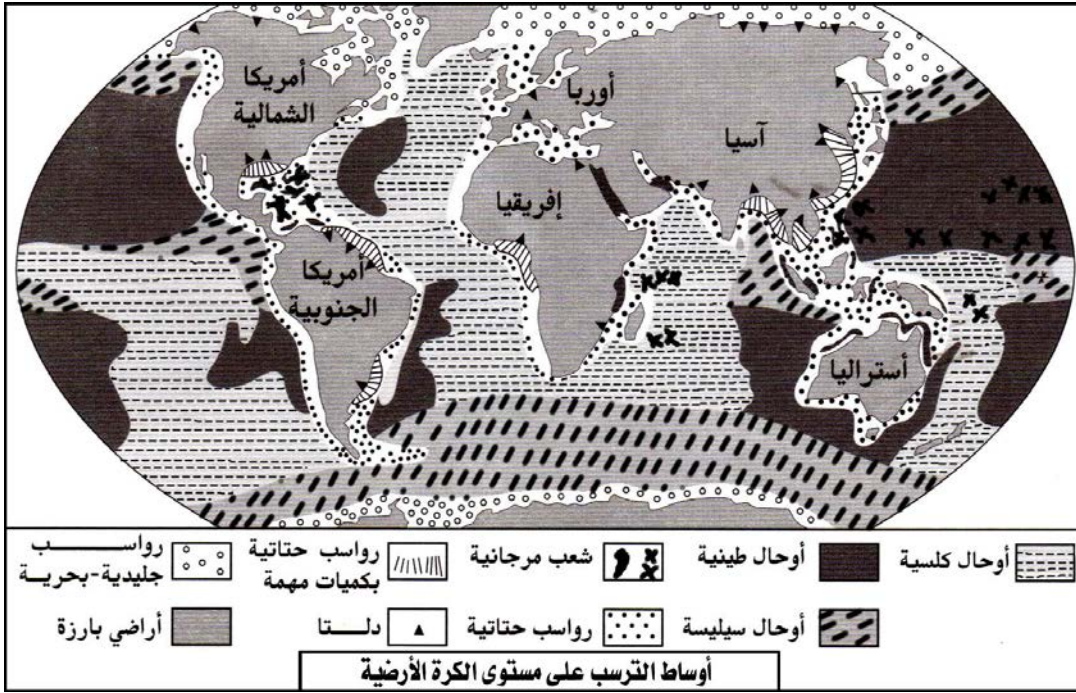 أمريكا
الشمالية
أوربا
آسيا
إفريقيا
أمريكا
الجنوبية
أستراليا
أوحال كلسية
أوحال طينية
شعب مرجانية
رواسب حتاتية
بكميات مهمة
رواسب
جليدية-بحرية
أوحال سيليسة
رواسب حتاتية
دلتا
أراضي بارزة
أوساط الترسب على مستوى الكرة الأرضية